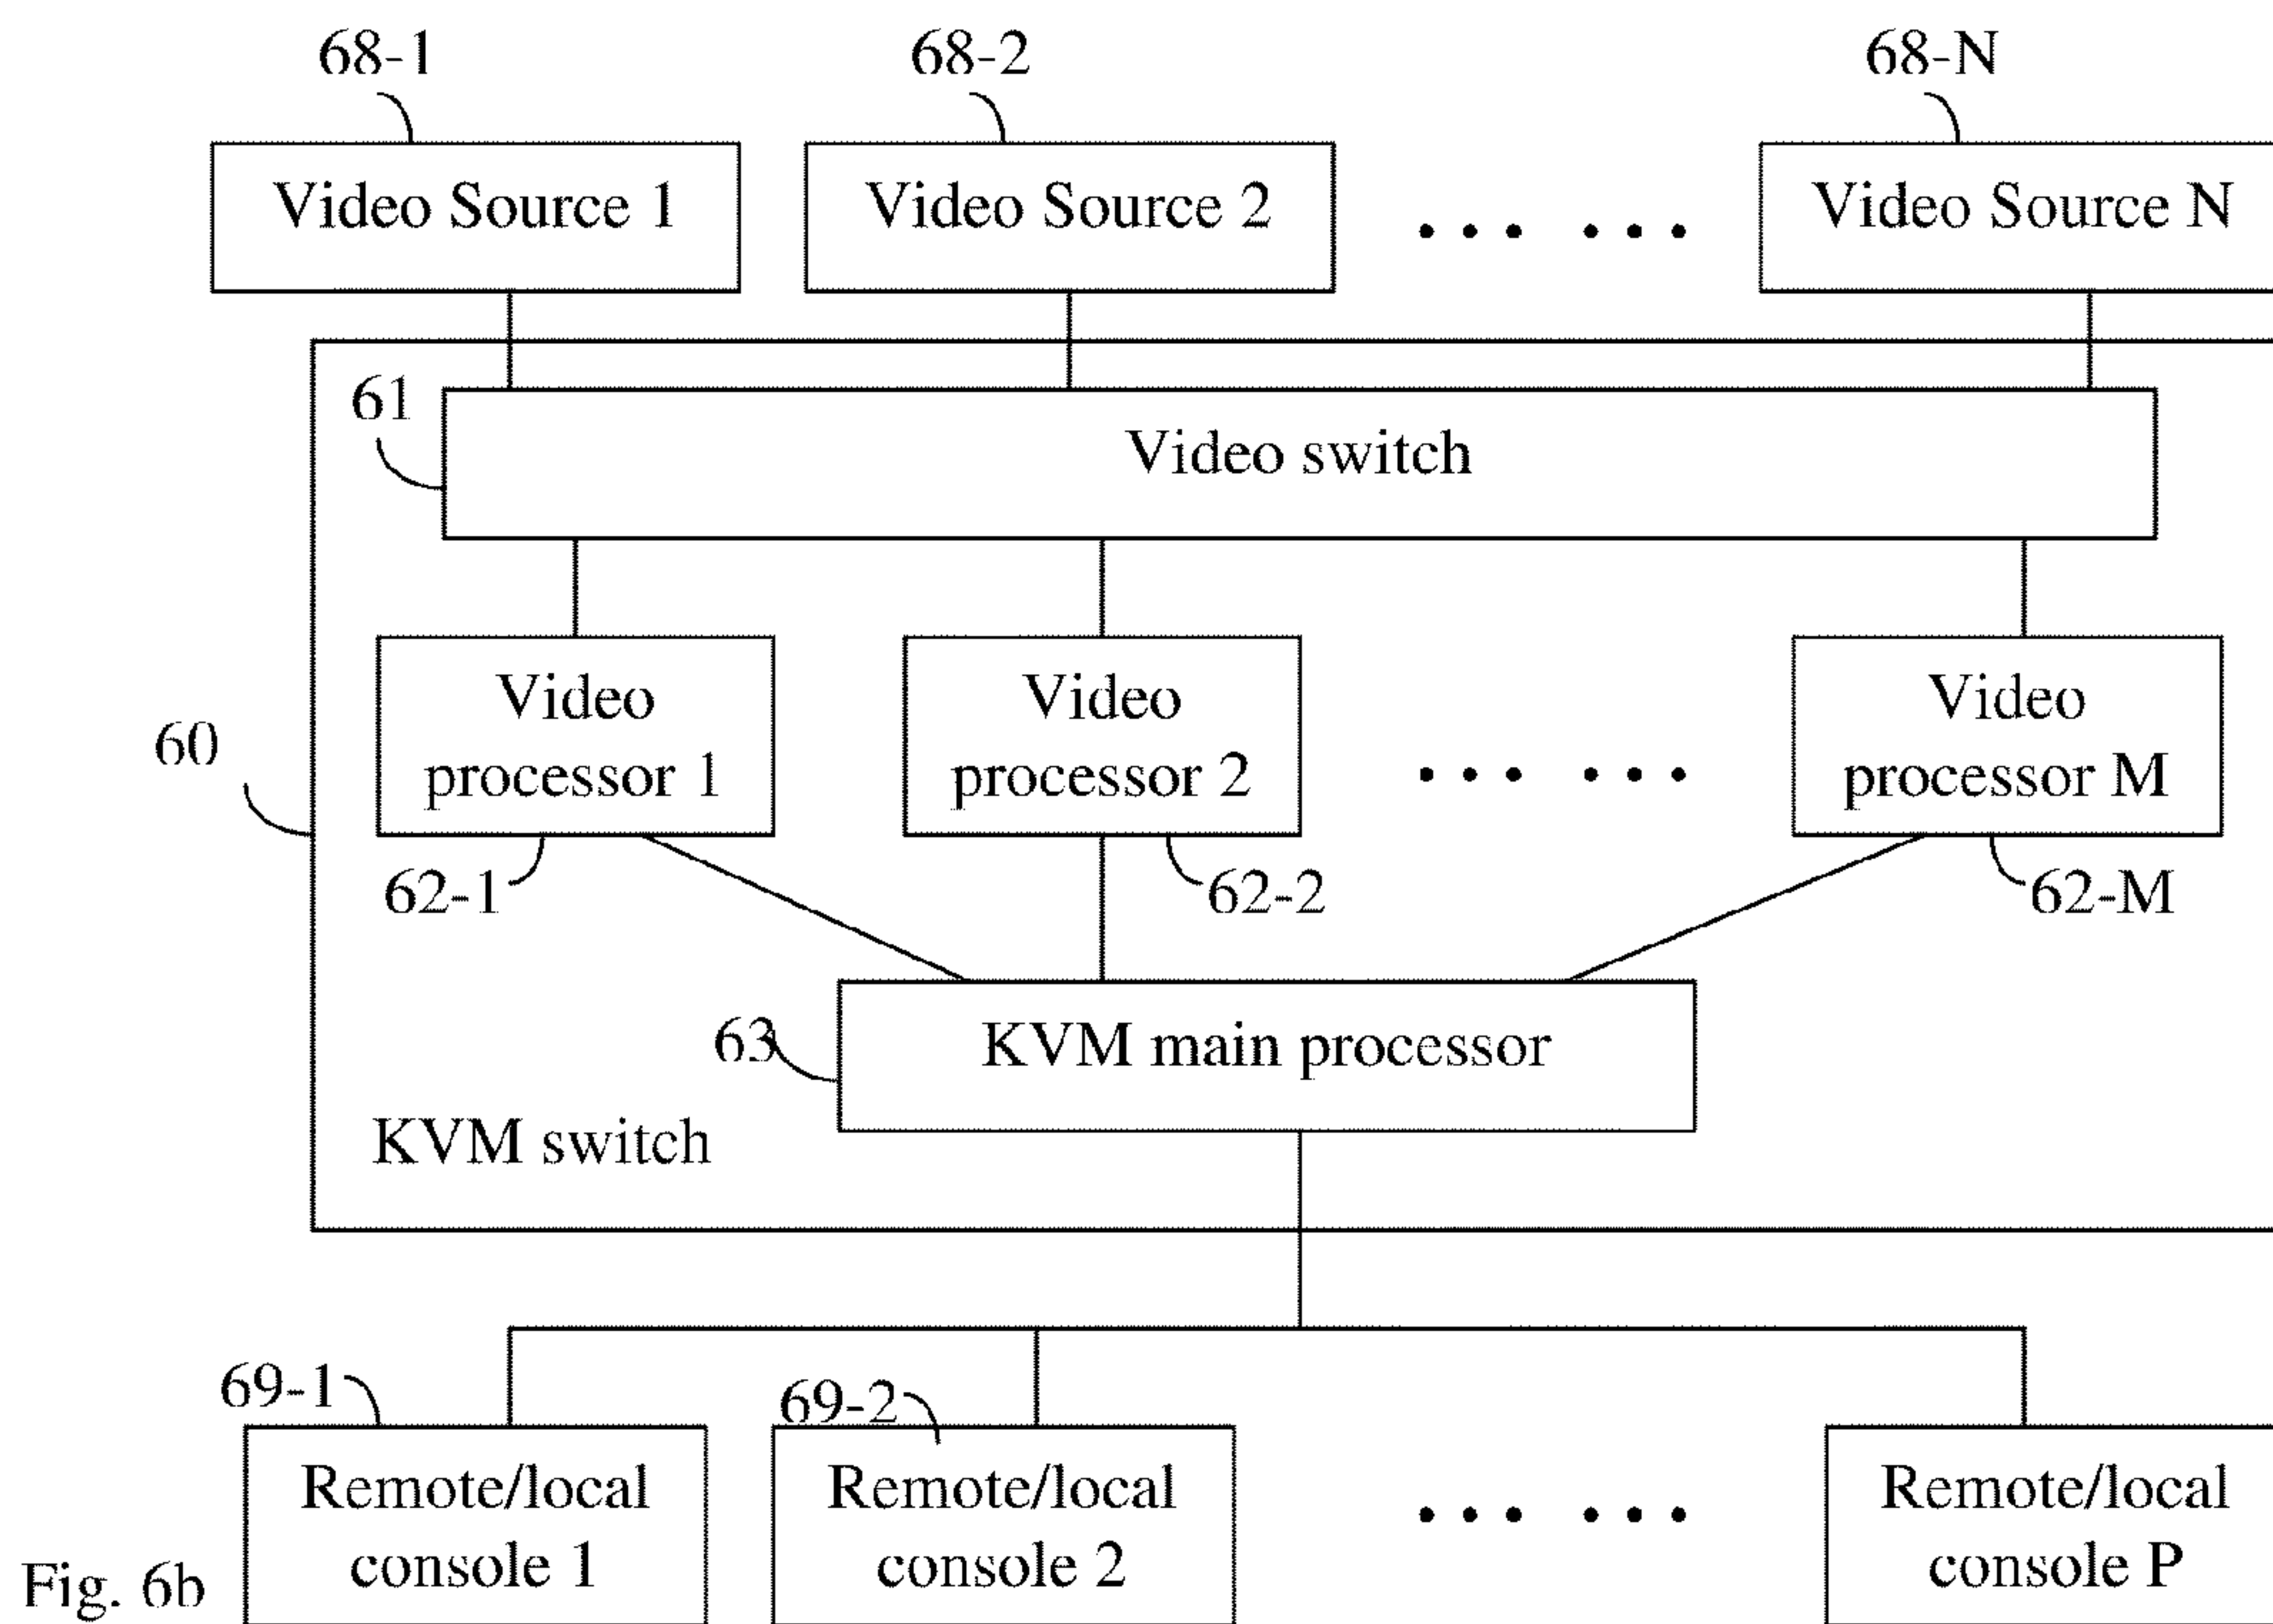 68-1
68-2
68-N
Video Source 1
Video Source 2
Video Source N
61
Video switch
60
Video
processor 1
Video
processor 2
Video
processor M
62-1
62-2
62-M
63
KVM main processor
KVM switch
69-1
69-2
Remote/local
console 1
Remote/local
console 2
Remote/local
console P
Fig. 6b